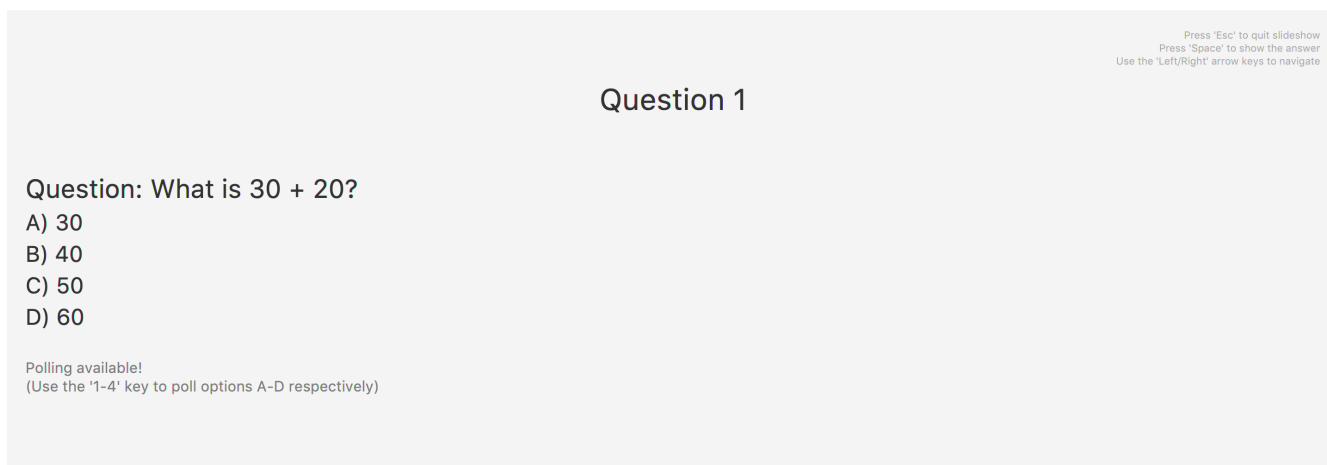 Press 'Esc' to quit slideshow
Press 'Space' to show the answer
Use the 'Left/Right' arrow keys to navigate
Question 1
Question: What is 30 + 20?
A) 30
B) 40
C) 50
D) 60
Polling available!
(Use the '1-4' key to poll options A-D respectively)